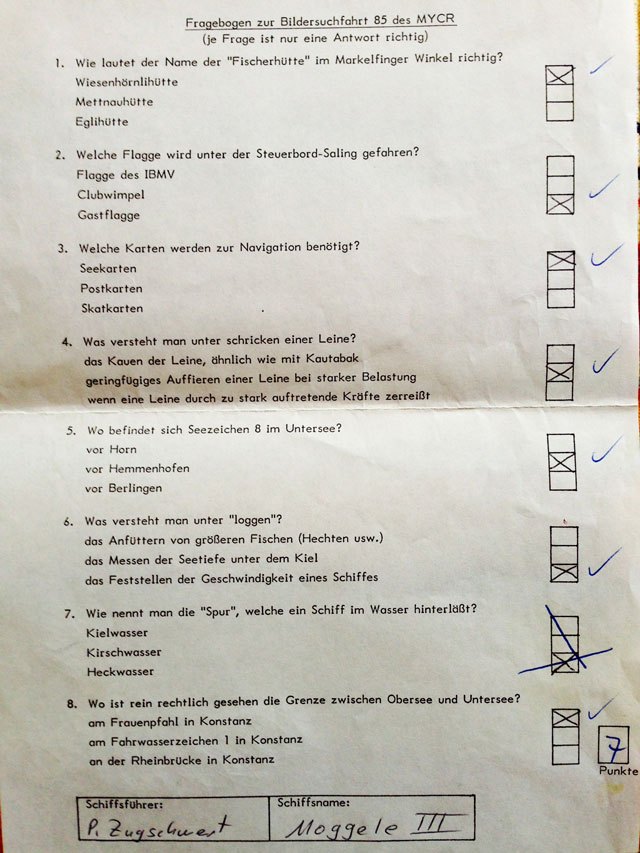 Fragebogen zur Bildersuchfahrt 85 des MYCR
(je Frage ist nur eine Antwort richtig)
1. Wie lautet der Name der "Fischerhütte" im Markelfinger Winkel richtig?
Wiesenhörnlihütte
Mettnauhütte
Eglihütte
2. Welche Flagge wird unter der Steuerbord-Saling gefahren?
Flagge des IBMV
Clubwimpel
Gastflagge
3. Welche Karten werden zur Navigation benötigt?
Seekarten
Postkarten
Skatkarten
4. Was versteht man unter schricken einer Leine?
das Kauen der Leine, ähnlich wie mit Kautabak
geringfügiges Auffieren einer Leine bei starker Belastung
wenn eine Leine durch zu stark auftretende Kräfte zerreißt
5. Wo befindet sich Seezeichen 8 im Untersee?
vor Horn
vor Hemmenhofen
vor Berlingen
6. Was versteht man unter "loggen"?
das Anfüttern von größeren Fischen (Hechten usw.)
das Messen der Seetiefe unter dem Kiel
das Feststellen der Geschwindigkeit eines Schiffes
7. Wie nennt man die "Spur", welche ein Schiff im Wasser hinterläßt?
Kielwasser
Kirschwasser
Heckwasser
8. Wo ist rein rechtlich gesehen die Grenze zwischen Obersee und Untersee?
am Frauenpfahl in Konstanz
am Fahrwasserzeichen 1 in Konstanz
an der Rheinbrücke in Konstanz
7
Punkte
Schiffsführer: Schiffsname:
P. Zugschwert Moggele III